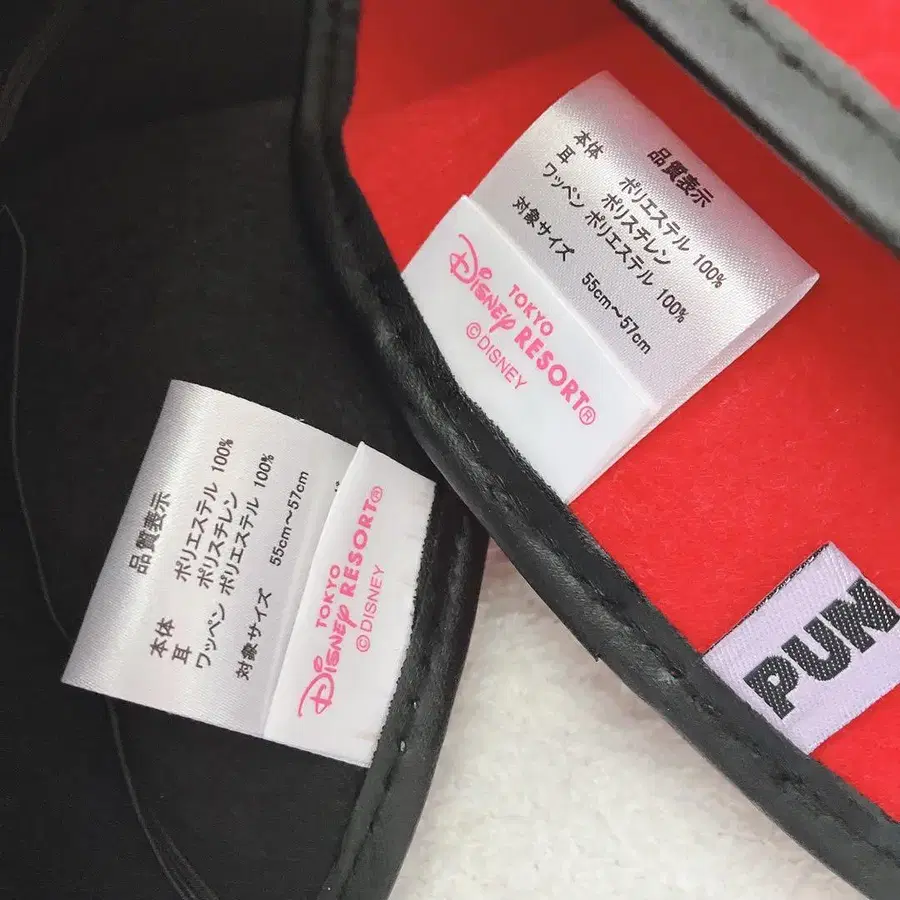 品質表示
本体 ポリエステル 100%
耳 ポリスチレン
ワッペン ポリエステル 100%
対象サイズ 55cm～57cm
TOKYO
DISNEY RESORT®
©DISNEY
品質表示
本体 ポリエステル 100%
耳 ポリスチレン
ワッペン ポリエステル 100%
対象サイズ 55cm～57cm
TOKYO
DISNEY RESORT®
©DISNEY
PUN